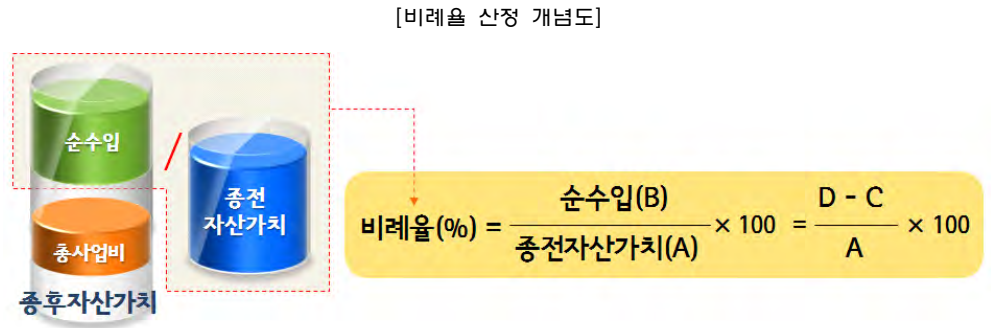 [비례율 산정 개념도]
순수입
/
종전
자산가치
총사업비
종후자산가치
비례율(%) = 순수입(B) / 종전자산가치(A) × 100 = D - C / A × 100